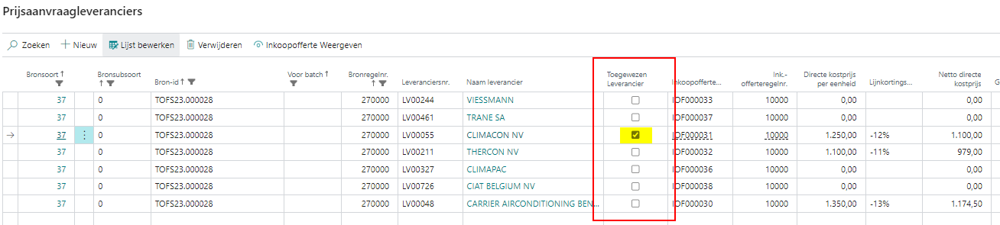 Prijsaanvraagleveranciers
Zoeken Nieuw Lijst bewerken Verwijderen Inkoopofferte Weergeven
Bronsoort ↑ Bronsubsoort ↑ Bron-id ↑ Voor batch ↑ Bronregelnr. ↑ Leveranciersnr. Naam leverancier Toegewezen Leverancier Inkoopofferte... Ink.-offerteregelnr. Directe kostprijs per eenheid Lijnkortings... Netto directe kostprijs G
37 0 TOFS23.000028 270000 LV00244 VIESSMANN IOF000033 10000 0,00 0,00
37 0 TOFS23.000028 270000 LV00461 TRANE SA IOF000037 10000 0,00 0,00
37 0 TOFS23.000028 270000 LV00055 CLIMACON NV IOF000031 10000 1.250,00 -12% 1.100,00
37 0 TOFS23.000028 270000 LV00211 THERCON NV IOF000032 10000 1.100,00 -11% 979,00
37 0 TOFS23.000028 270000 LV00327 CLIMAPAC IOF000036 10000 0,00 0,00
37 0 TOFS23.000028 270000 LV00726 CIAT BELGIUM NV IOF000038 10000 0,00 0,00
37 0 TOFS23.000028 270000 LV00048 CARRIER AIRCONDITIONING BEN... IOF000030 10000 1.350,00 -13% 1.174,50